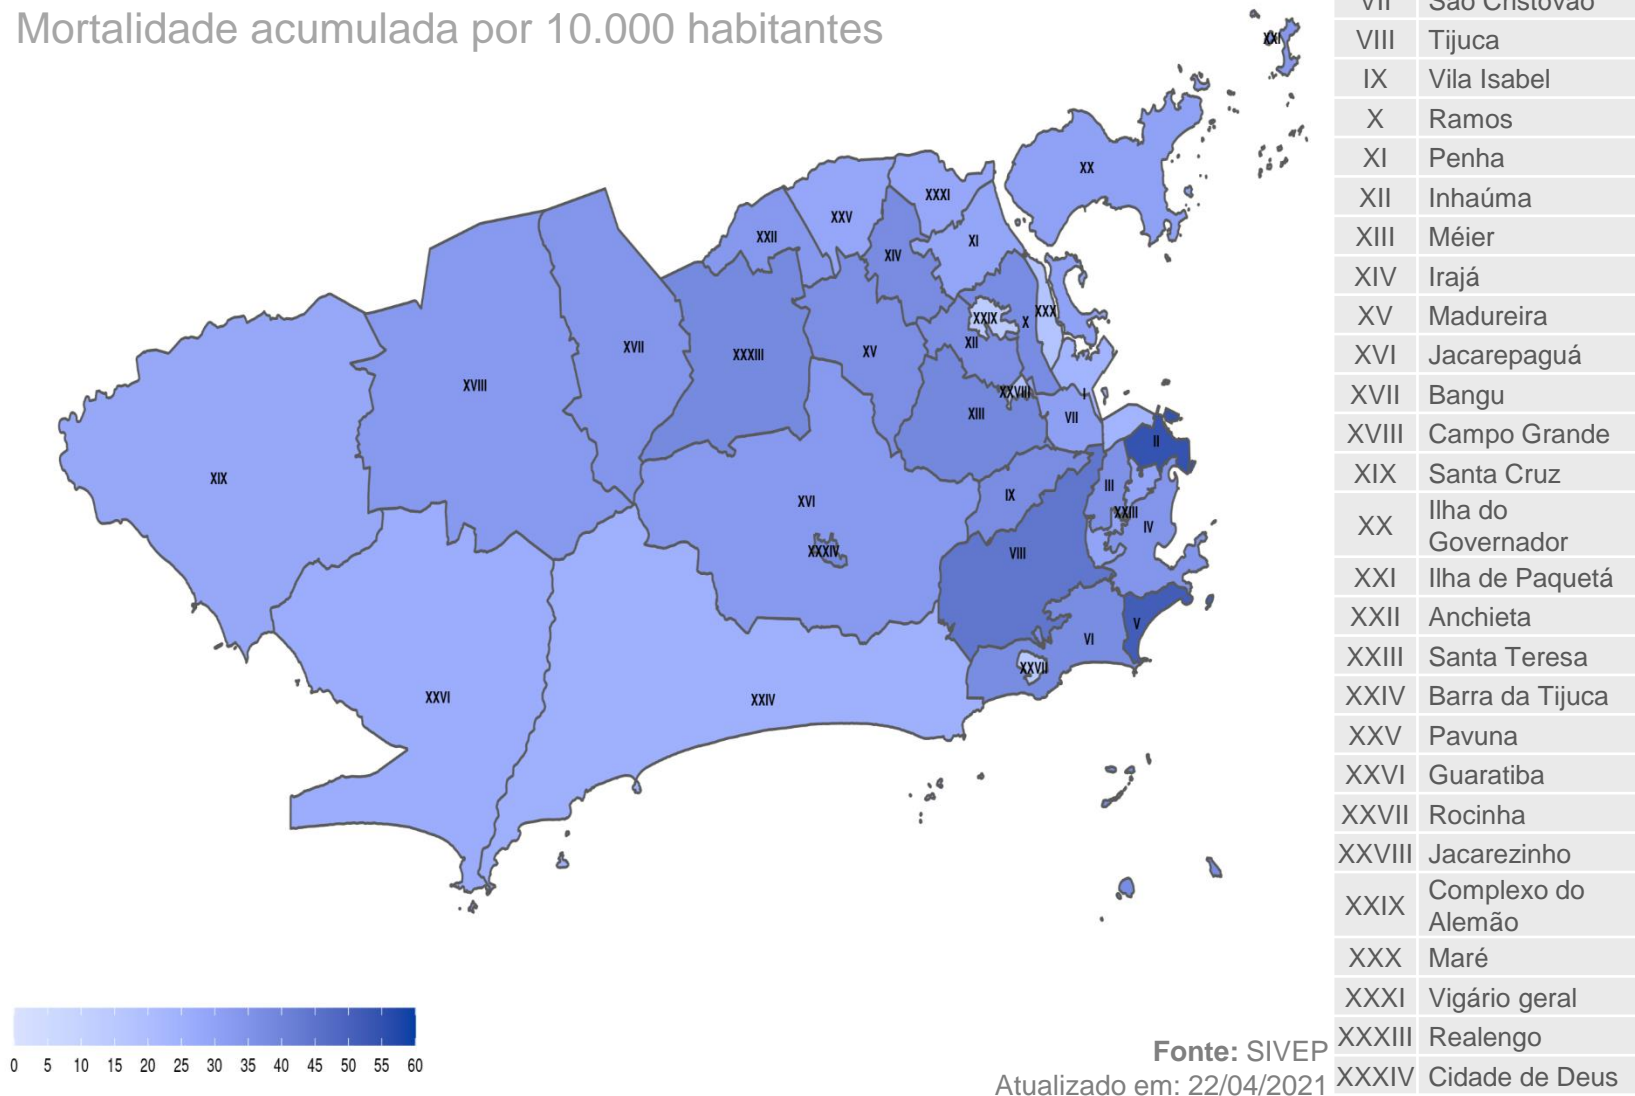 Mortalidade acumulada por 10.000 habitantes
VII São Cristóvão
VIII Tijuca
IX Vila Isabel
X Ramos
XI Penha
XII Inhaúma
XIII Méier
XIV Irajá
XV Madureira
XVI Jacarepaguá
XVII Bangu
XVIII Campo Grande
XIX Santa Cruz
XX Ilha do
Governador
XXI Ilha de Paquetá
XXII Anchieta
XXIII Santa Teresa
XXIV Barra da Tijuca
XXV Pavuna
XXVI Guaratiba
XXVII Rocinha
XXVIII Jacarezinho
XXIX Complexo do
Alemão
XXX Maré
XXXI Vigário geral
XXXIII Realengo
XXXIV Cidade de Deus
XXI
XX
XXXI
XXV
XXII
XI
XIV
XXX
XXIX
X
XII
XVII
XXXIII
XV
XVIII
XXVIII
I
XIII
VII
II
XIX
III
IX
XVI
XXIII
IV
XXXIV
VIII
V
VI
XXVII
XXVI
XXIV
0 5 10 15 20 25 30 35 40 45 50 55 60
Fonte: SIVEP
Atualizado em: 22/04/2021